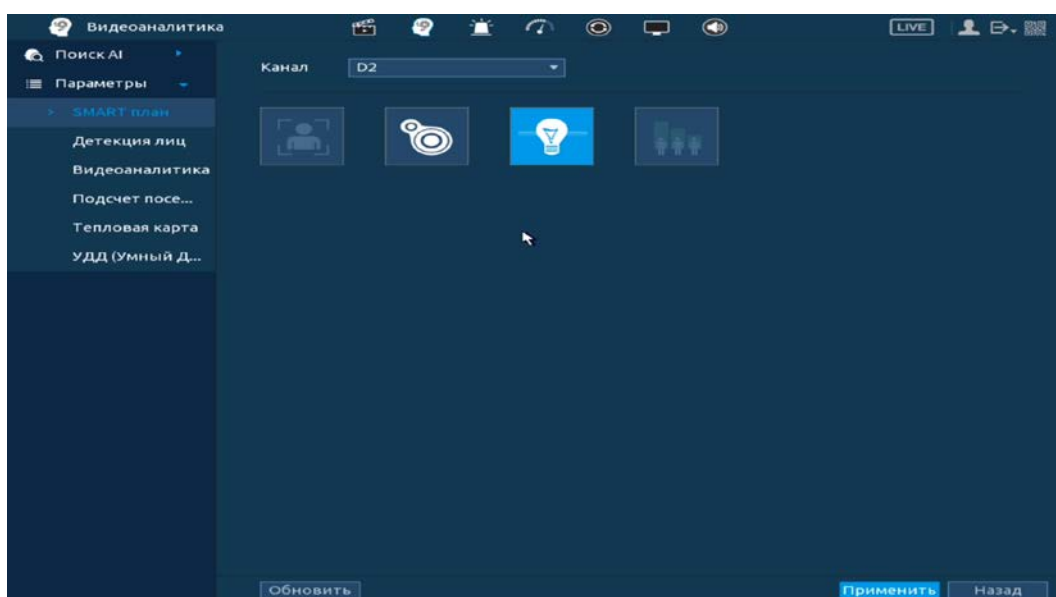 Видеоаналитика
LIVE
Поиск AI
Параметры
SMART план
Детекция лиц
Видеоаналитика
Подсчет посе...
Тепловая карта
УДД (Умный Д...
Канал D2
Обновить
Применить
Назад